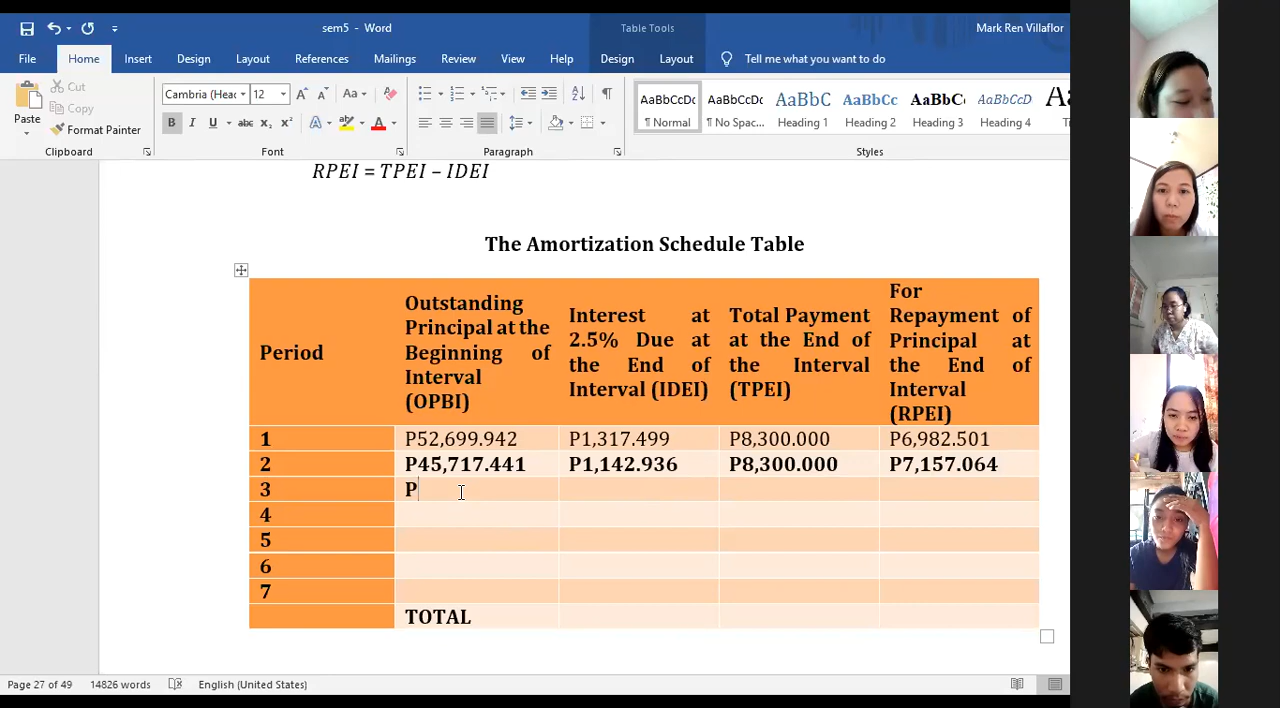 sem5 - Word
Table Tools
Mark Ren Villaflor
File Home Insert Design Layout References Mailings Review View Help Design Layout Tell me what you want to do
Paste
Cut
Copy
Format Painter
Clipboard
Cambria (Heac 12
Aa
B I U abc x₂ x² A A
Font
Paragraph
AaBbCcDc AaBbCcDc AaBbC AaBbCc AaBbCc AaBbCcD
¶ Normal ¶ No Spac... Heading 1 Heading 2 Heading 3 Heading 4
Styles
RPEI = TPEI – IDEI
The Amortization Schedule Table
Period
Outstanding
Principal at the
Beginning of
Interval
(OPBI)
Interest at
2.5% Due at
the End of
Interval (IDEI)
Total Payment
at the End of
the Interval
(TPEI)
For
Repayment of
Principal at
the End of
Interval
(RPEI)
1 P52,699.942 P1,317.499 P8,300.000 P6,982.501
2 P45,717.441 P1,142.936 P8,300.000 P7,157.064
3 P
4
5
6
7
TOTAL
Page 27 of 49 14826 words English (United States)